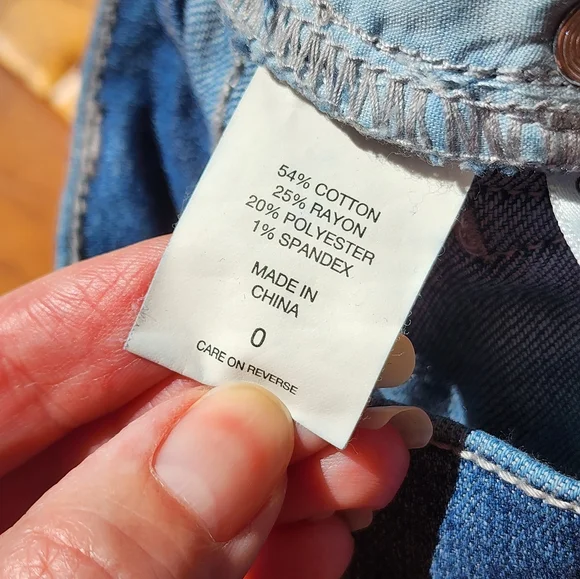 54% COTTON
25% RAYON
20% POLYESTER
1% SPANDEX
MADE IN
CHINA
0
CARE ON REVERSE